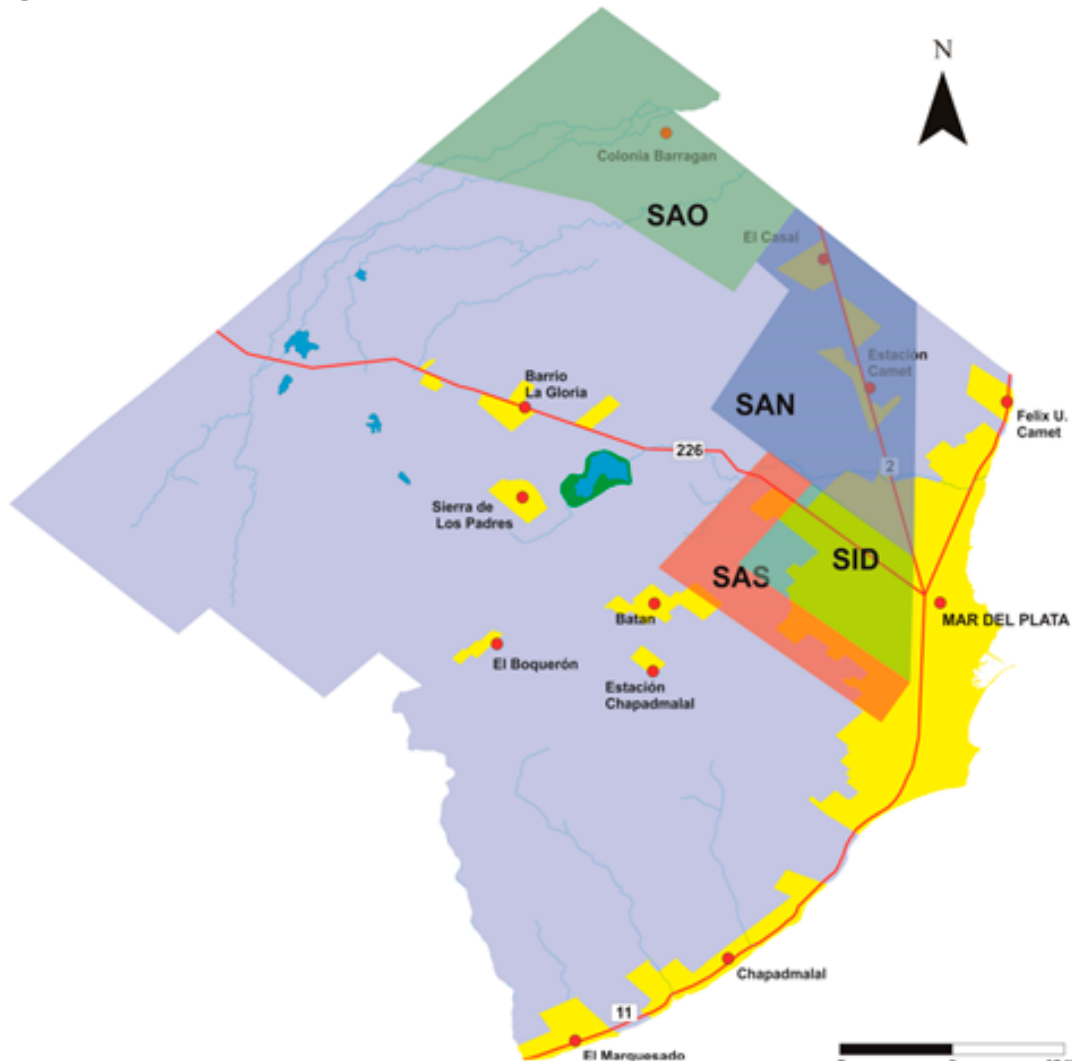 N
Colonia Barragan
SAO
El Casal
Estación
Camet
Barrio
La Gloria
SAN
Felix U.
Camet
226
2
Sierra de
Los Padres
SID
SAS
Batan
MAR DEL PLATA
El Boquerón
Estación
Chapadmalal
Chapadmalal
11
El Marquesado